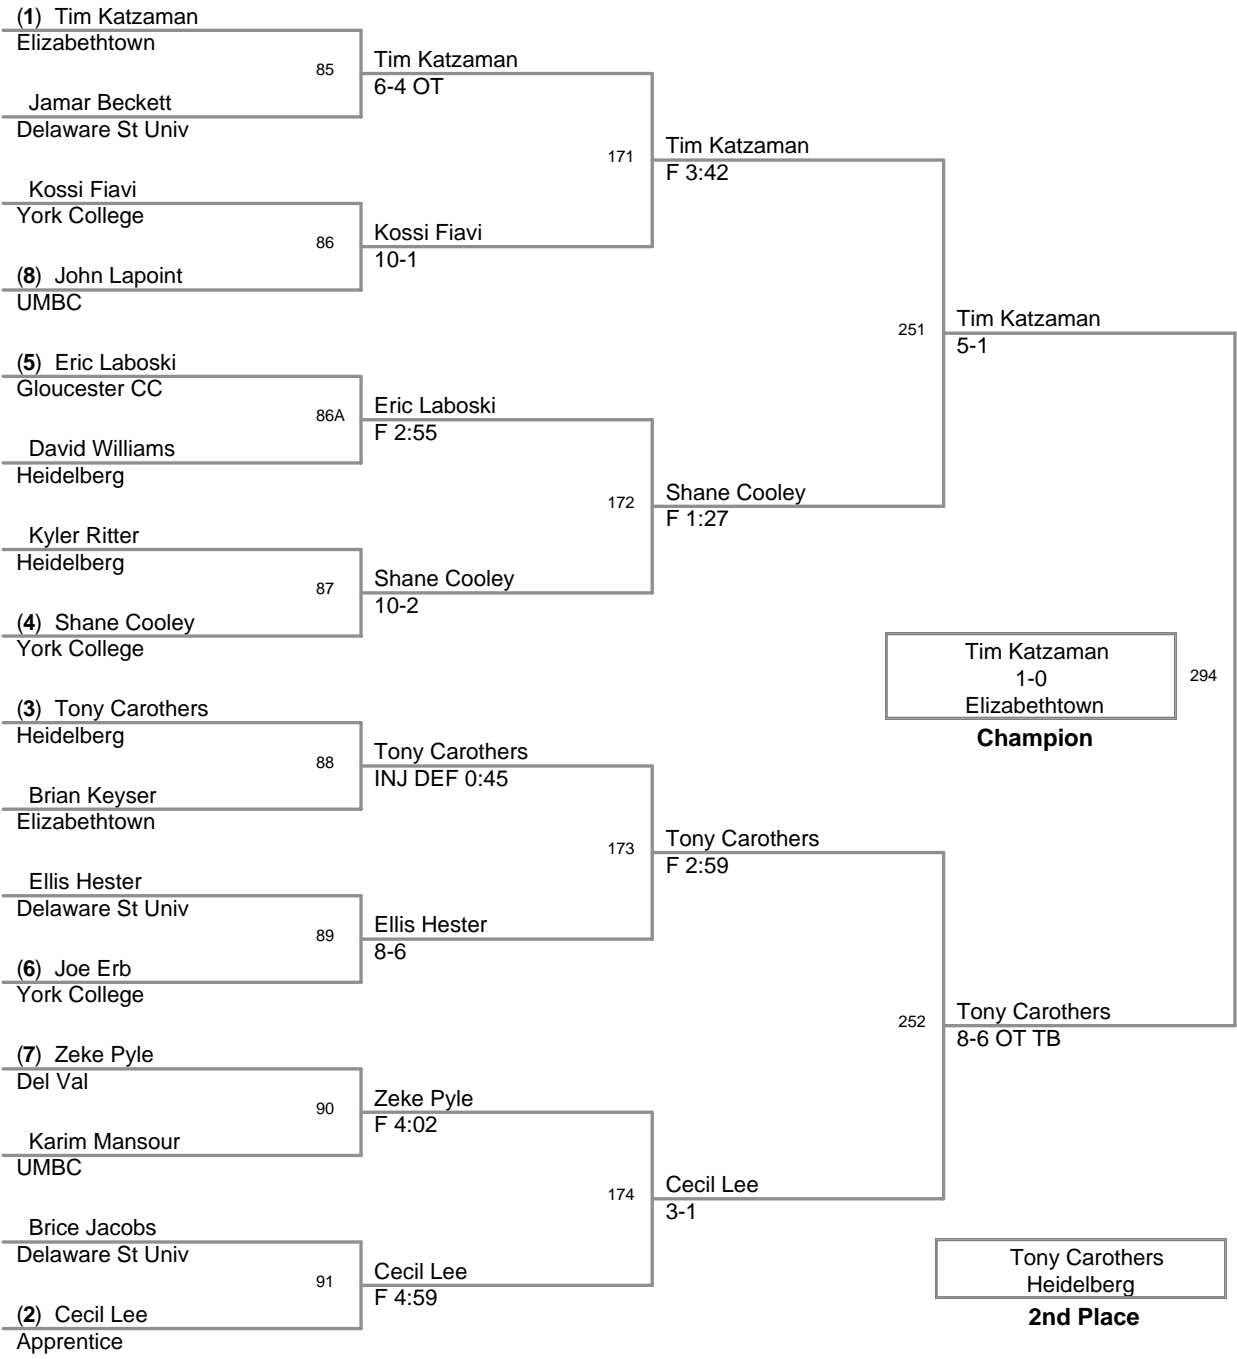 (1) Tim Katzaman
Elizabethtown
85
Jamar Beckett
Delaware St Univ
Kossi Fiavi
York College
86
(8) John Lapoint
UMBC
(5) Eric Laboski
Gloucester CC
86A
David Williams
Heidelberg
Kyler Ritter
Heidelberg
87
(4) Shane Cooley
York College
(3) Tony Carothers
Heidelberg
88
Brian Keyser
Elizabethtown
Ellis Hester
Delaware St Univ
89
(6) Joe Erb
York College
(7) Zeke Pyle
Del Val
90
Karim Mansour
UMBC
Brice Jacobs
Delaware St Univ
91
(2) Cecil Lee
Apprentice
Tim Katzaman
6-4 OT
171
Kossi Fiavi
10-1
Eric Laboski
F 2:55
172
Shane Cooley
10-2
Tony Carothers
INJ DEF 0:45
173
Ellis Hester
8-6
Zeke Pyle
F 4:02
174
Cecil Lee
F 4:59
Tim Katzaman
F 3:42
251
Shane Cooley
F 1:27
Tony Carothers
F 2:59
252
Cecil Lee
3-1
Tim Katzaman
5-1
Tim Katzaman
1-0
Elizabethtown
294
Champion
Tony Carothers
8-6 OT TB
Tony Carothers
Heidelberg
2nd Place